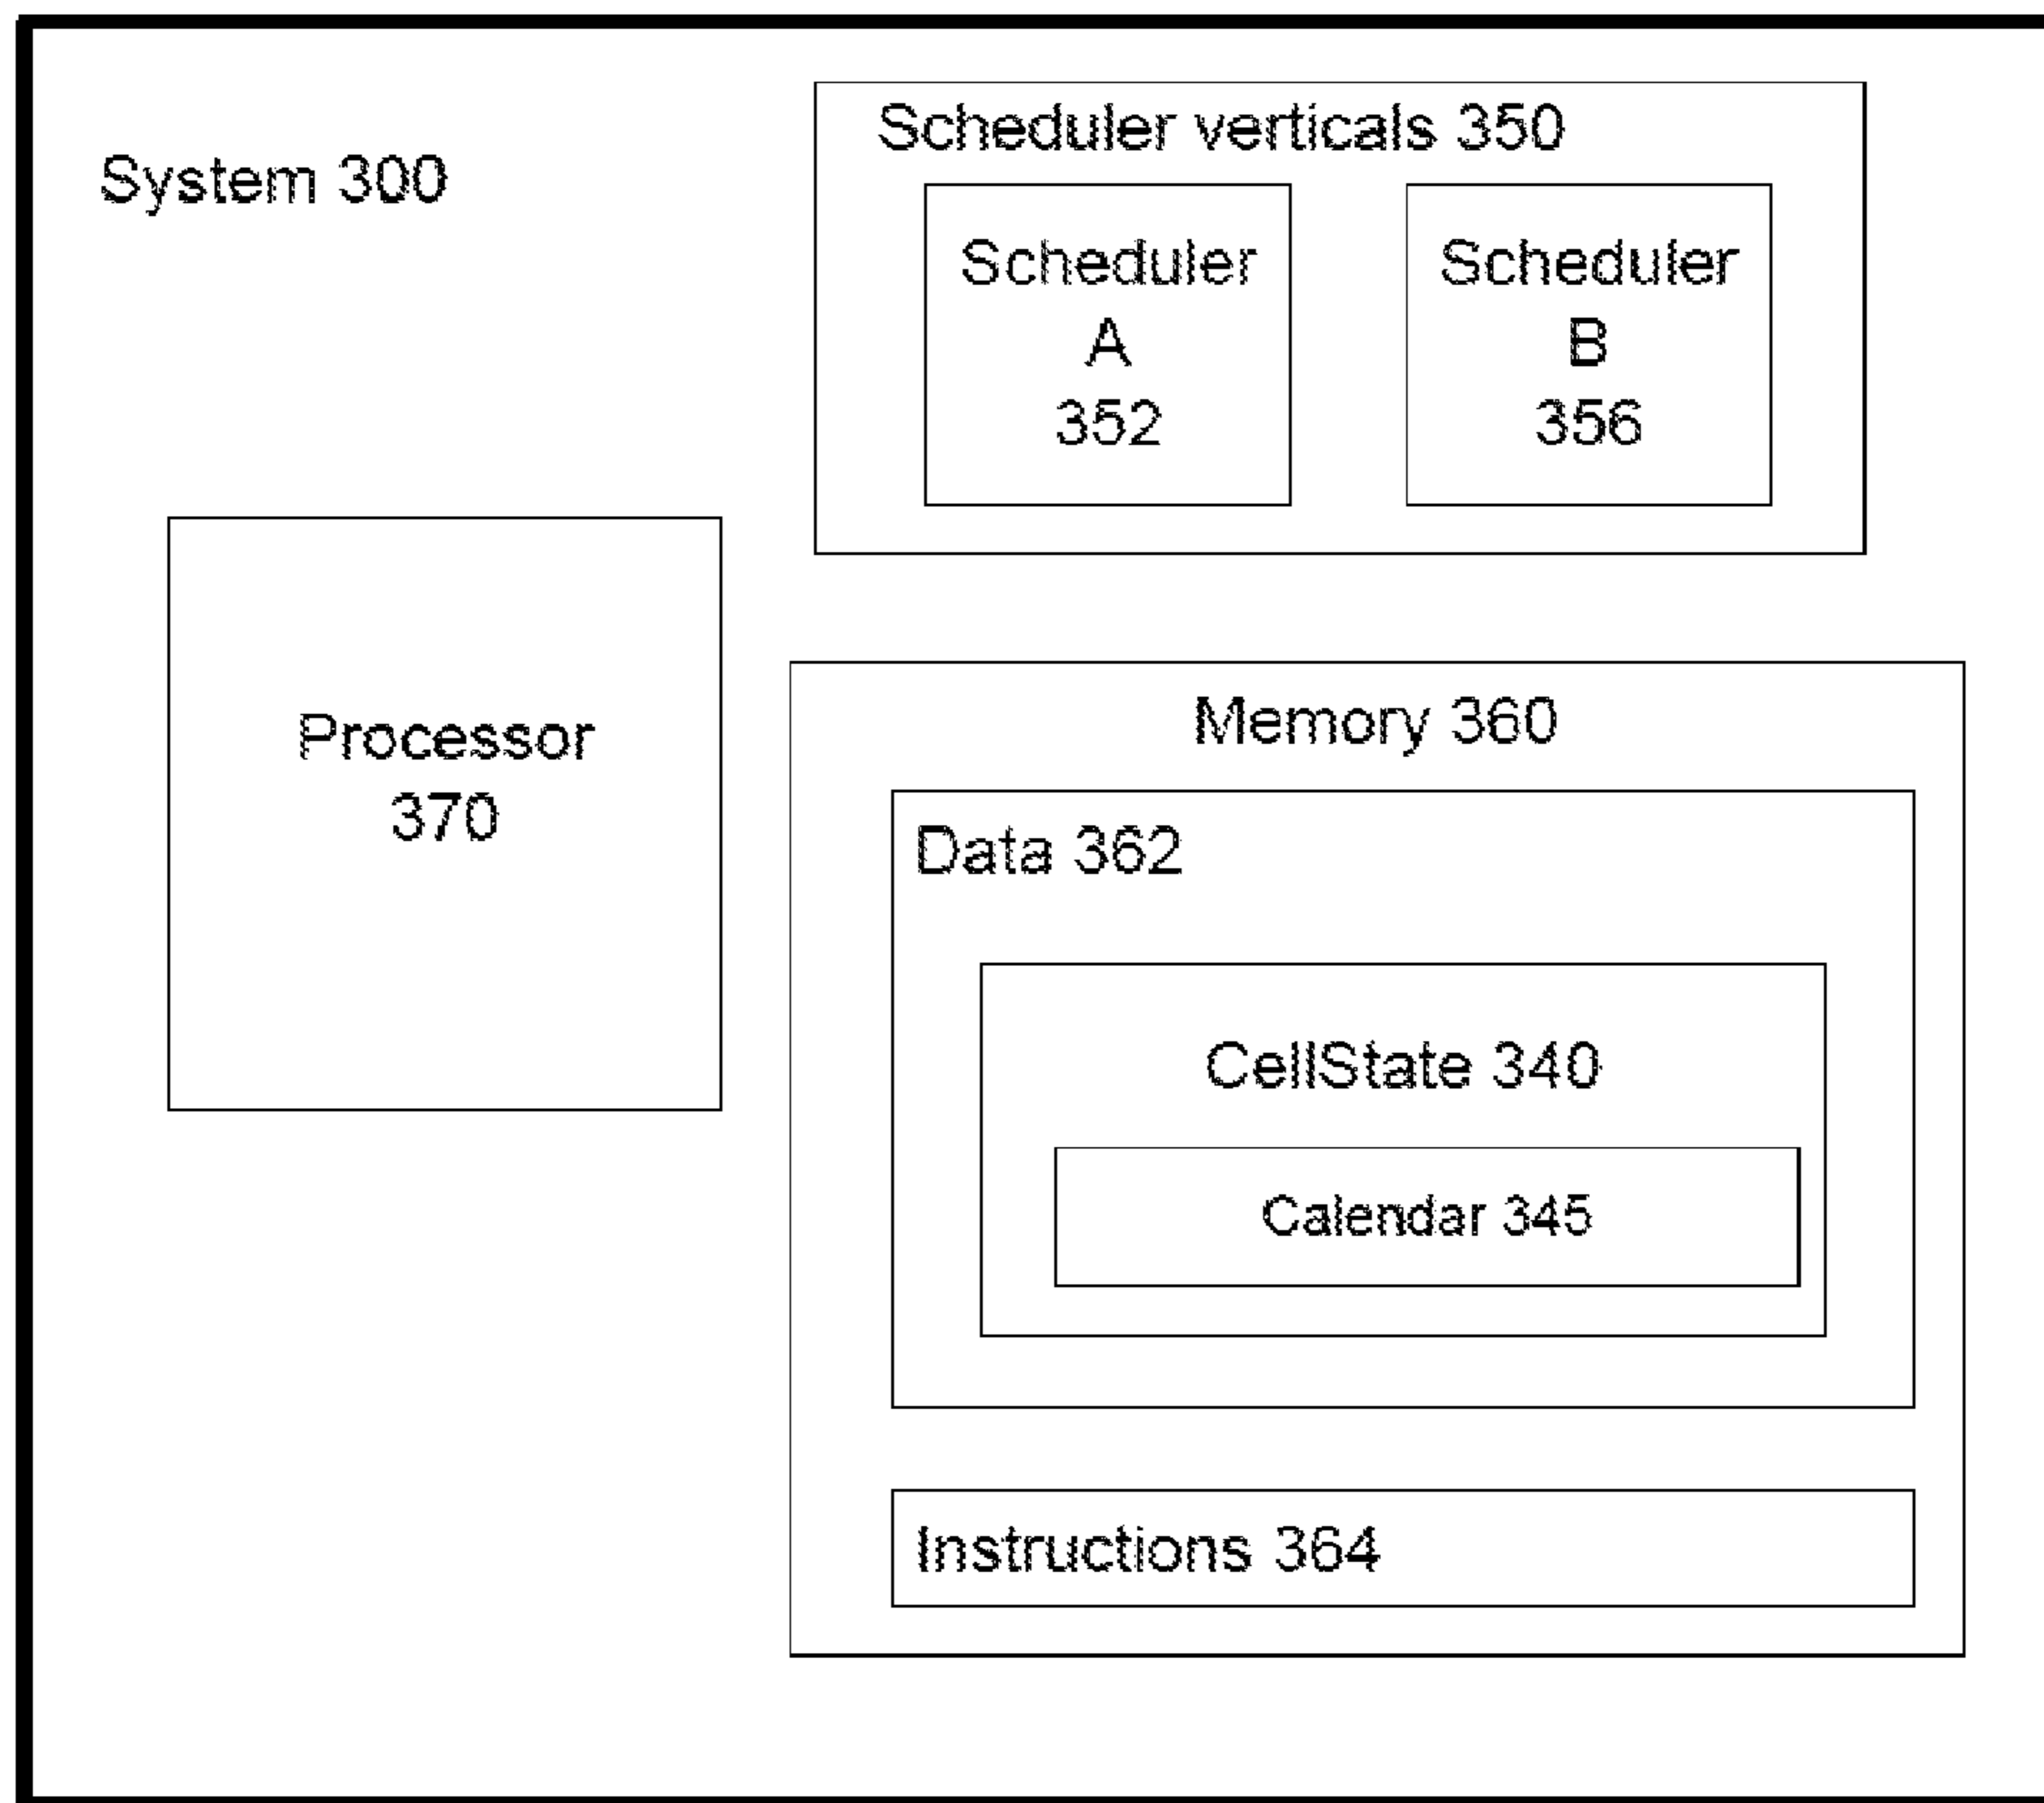 System 300
Scheduler verticals 350
Scheduler
A
352
Scheduler
B
356
Processor
370
Memory 360
Data 362
CellState 340
Calendar 345
Instructions 364